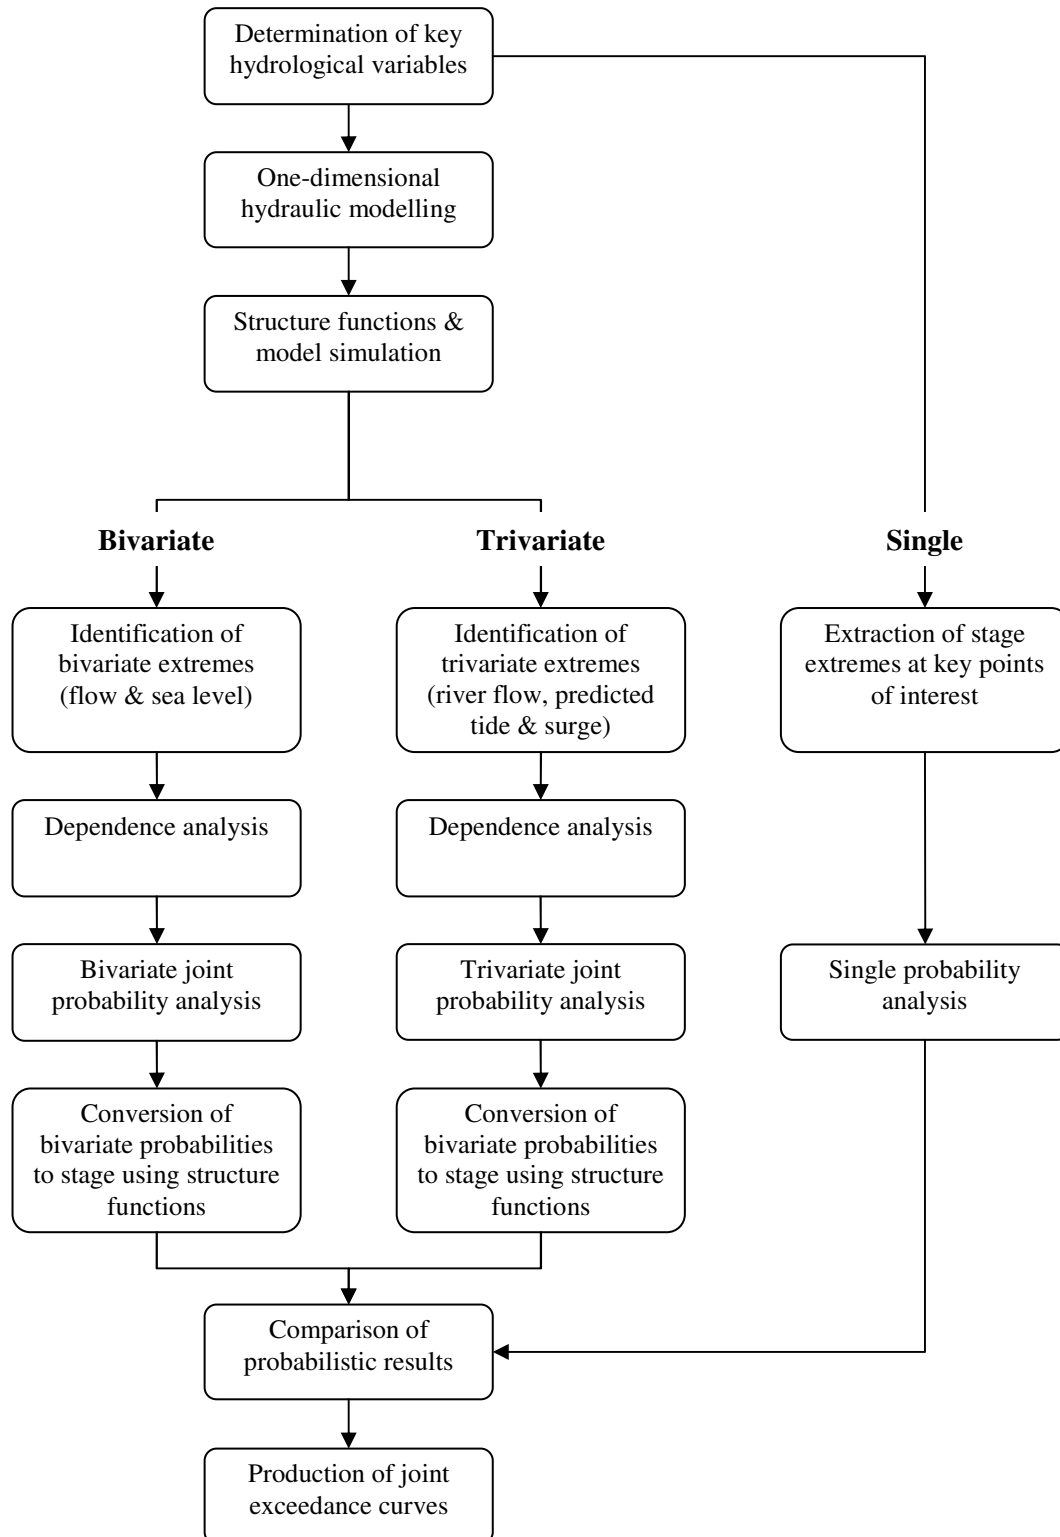 Determination of key
hydrological variables
One-dimensional
hydraulic modelling
Structure functions &
model simulation
Bivariate
Trivariate
Single
Identification of
bivariate extremes
(flow & sea level)
Identification of
trivariate extremes
(river flow, predicted
tide & surge)
Extraction of stage
extremes at key points
of interest
Dependence analysis
Dependence analysis
Bivariate joint
probability analysis
Trivariate joint
probability analysis
Single probability
analysis
Conversion of
bivariate probabilities
to stage using structure
functions
Conversion of
bivariate probabilities
to stage using structure
functions
Comparison of
probabilistic results
Production of joint
exceedance curves